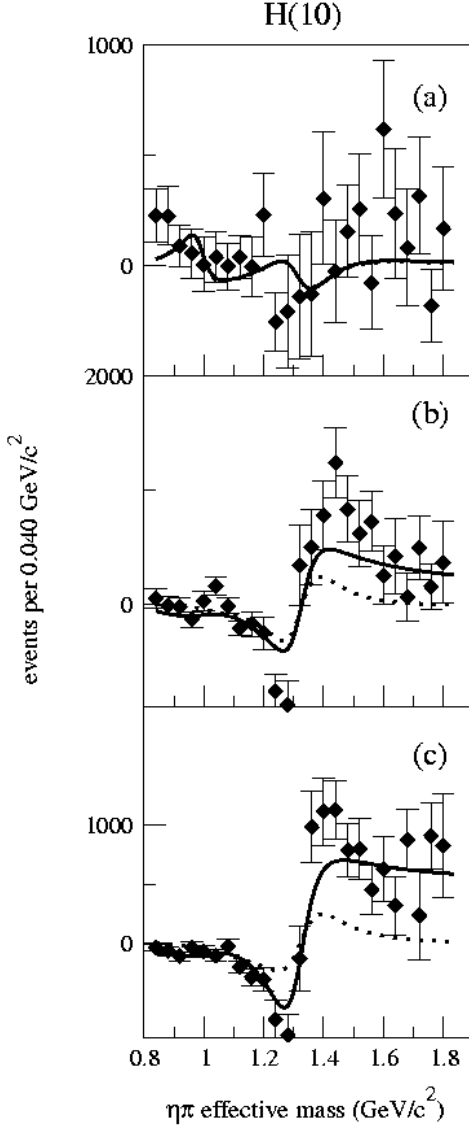 H(10)
1000
(a)
0
2000
(b)
0
(c)
1000
0
0.8 1 1.2 1.4 1.6 1.8
ηπ effective mass (GeV/c²)
events per 0.040 GeV/c²